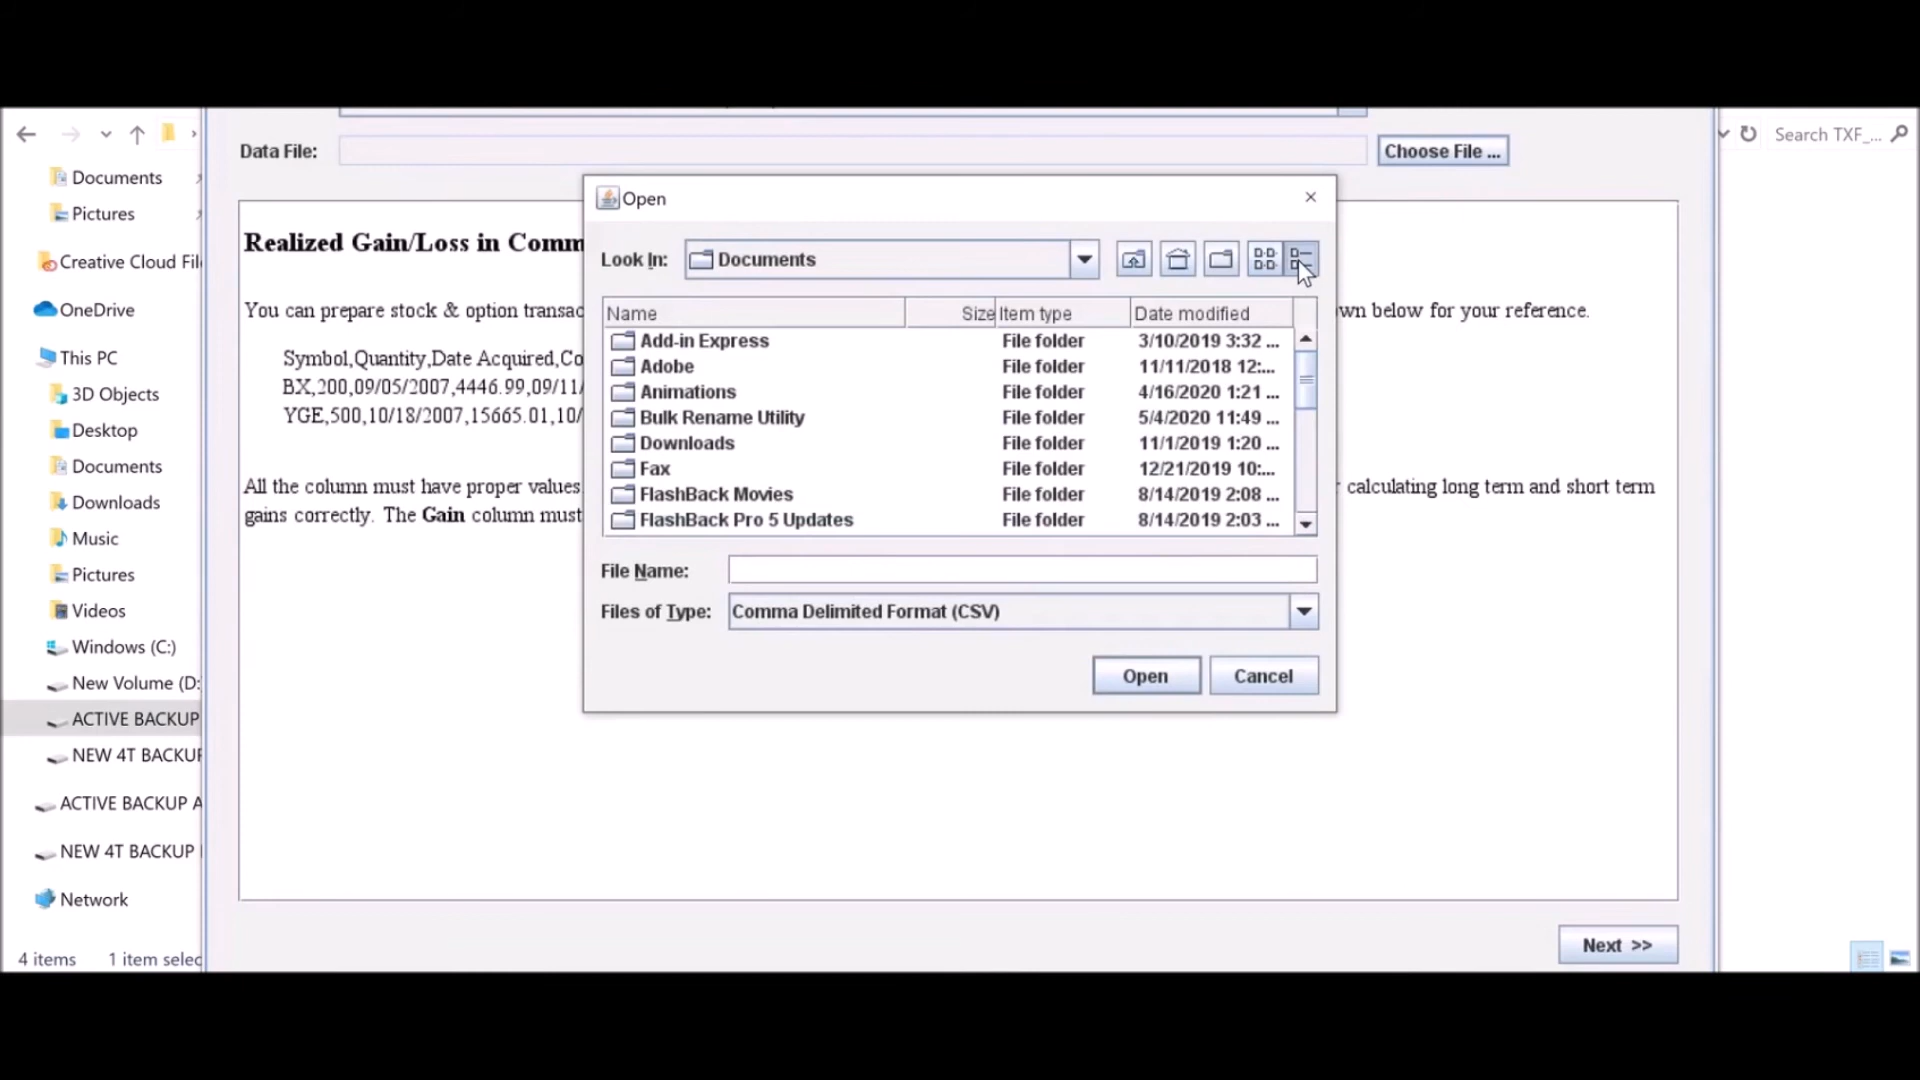 Search TXF_...
Data File:
Choose File ...
Documents
Pictures
Creative Cloud Fil
OneDrive
This PC
3D Objects
Desktop
Documents
Downloads
Music
Pictures
Videos
Windows (C:)
New Volume (D:
ACTIVE BACKUP
NEW 4T BACKUP
ACTIVE BACKUP A
NEW 4T BACKUP
Network
4 items 1 item selec
Realized Gain/Loss in Comm
You can prepare stock & option transac
wn below for your reference.
Symbol,Quantity,Date Acquired,Co
BX,200,09/05/2007,4446.99,09/11/
YGE,500,10/18/2007,15665.01,10/
All the column must have proper values
r calculating long term and short term
gains correctly. The Gain column must
Open
Look In: Documents
Name Size Item type Date modified
Add-in Express File folder 3/10/2019 3:32 ...
Adobe File folder 11/11/2018 12:...
Animations File folder 4/16/2020 1:21 ...
Bulk Rename Utility File folder 5/4/2020 11:49 ...
Downloads File folder 11/1/2019 1:20 ...
Fax File folder 12/21/2019 10:...
FlashBack Movies File folder 8/14/2019 2:08 ...
FlashBack Pro 5 Updates File folder 8/14/2019 2:03 ...
File Name:
Files of Type: Comma Delimited Format (CSV)
Open Cancel
Next >>